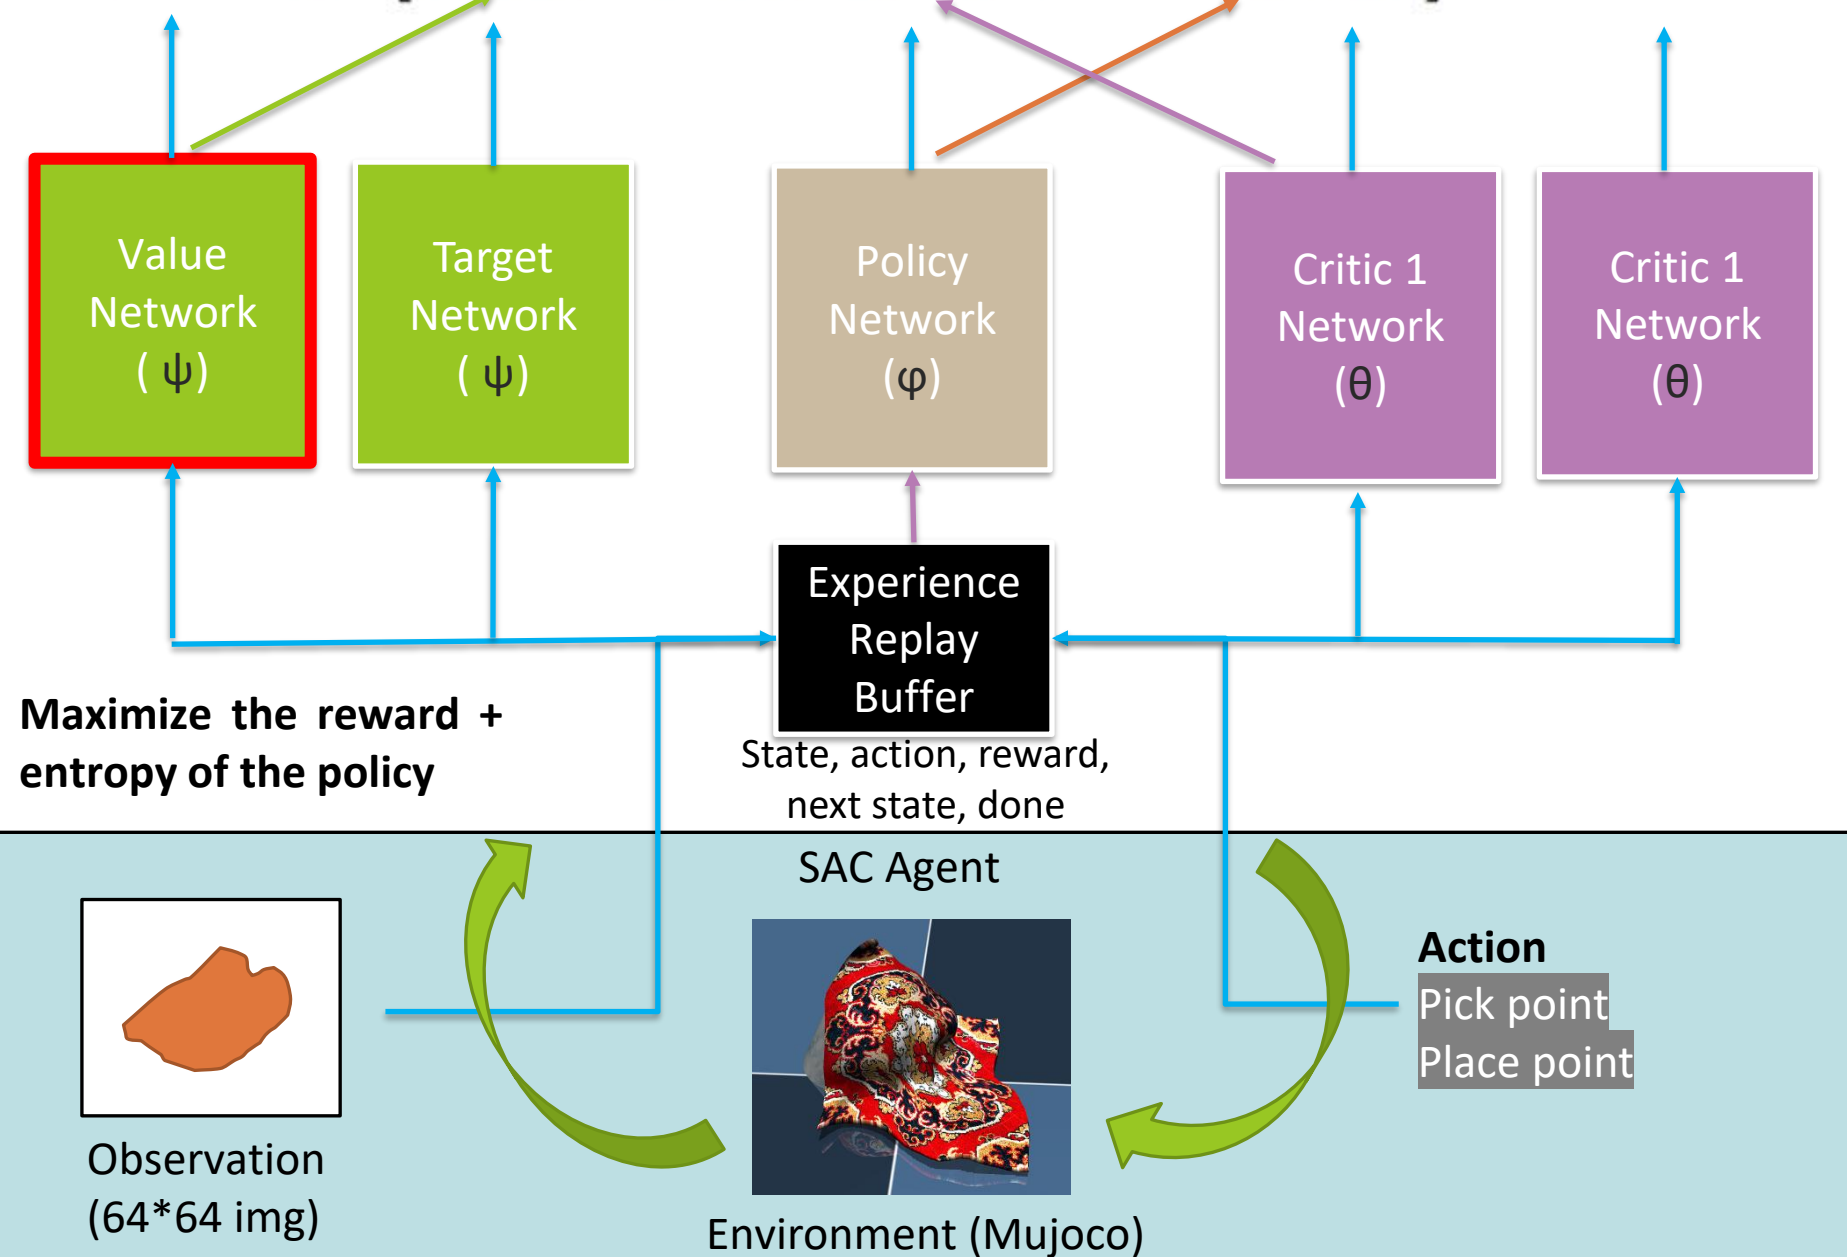 Value
Network
( ψ)
Target
Network
( ψ)
Policy
Network
(φ)
Critic 1
Network
(θ)
Critic 1
Network
(θ)
Experience
Replay
Buffer
Maximize the reward +
entropy of the policy
State, action, reward,
next state, done
SAC Agent
Action
Pick point
Place point
Observation
(64*64 img)
Environment (Mujoco)